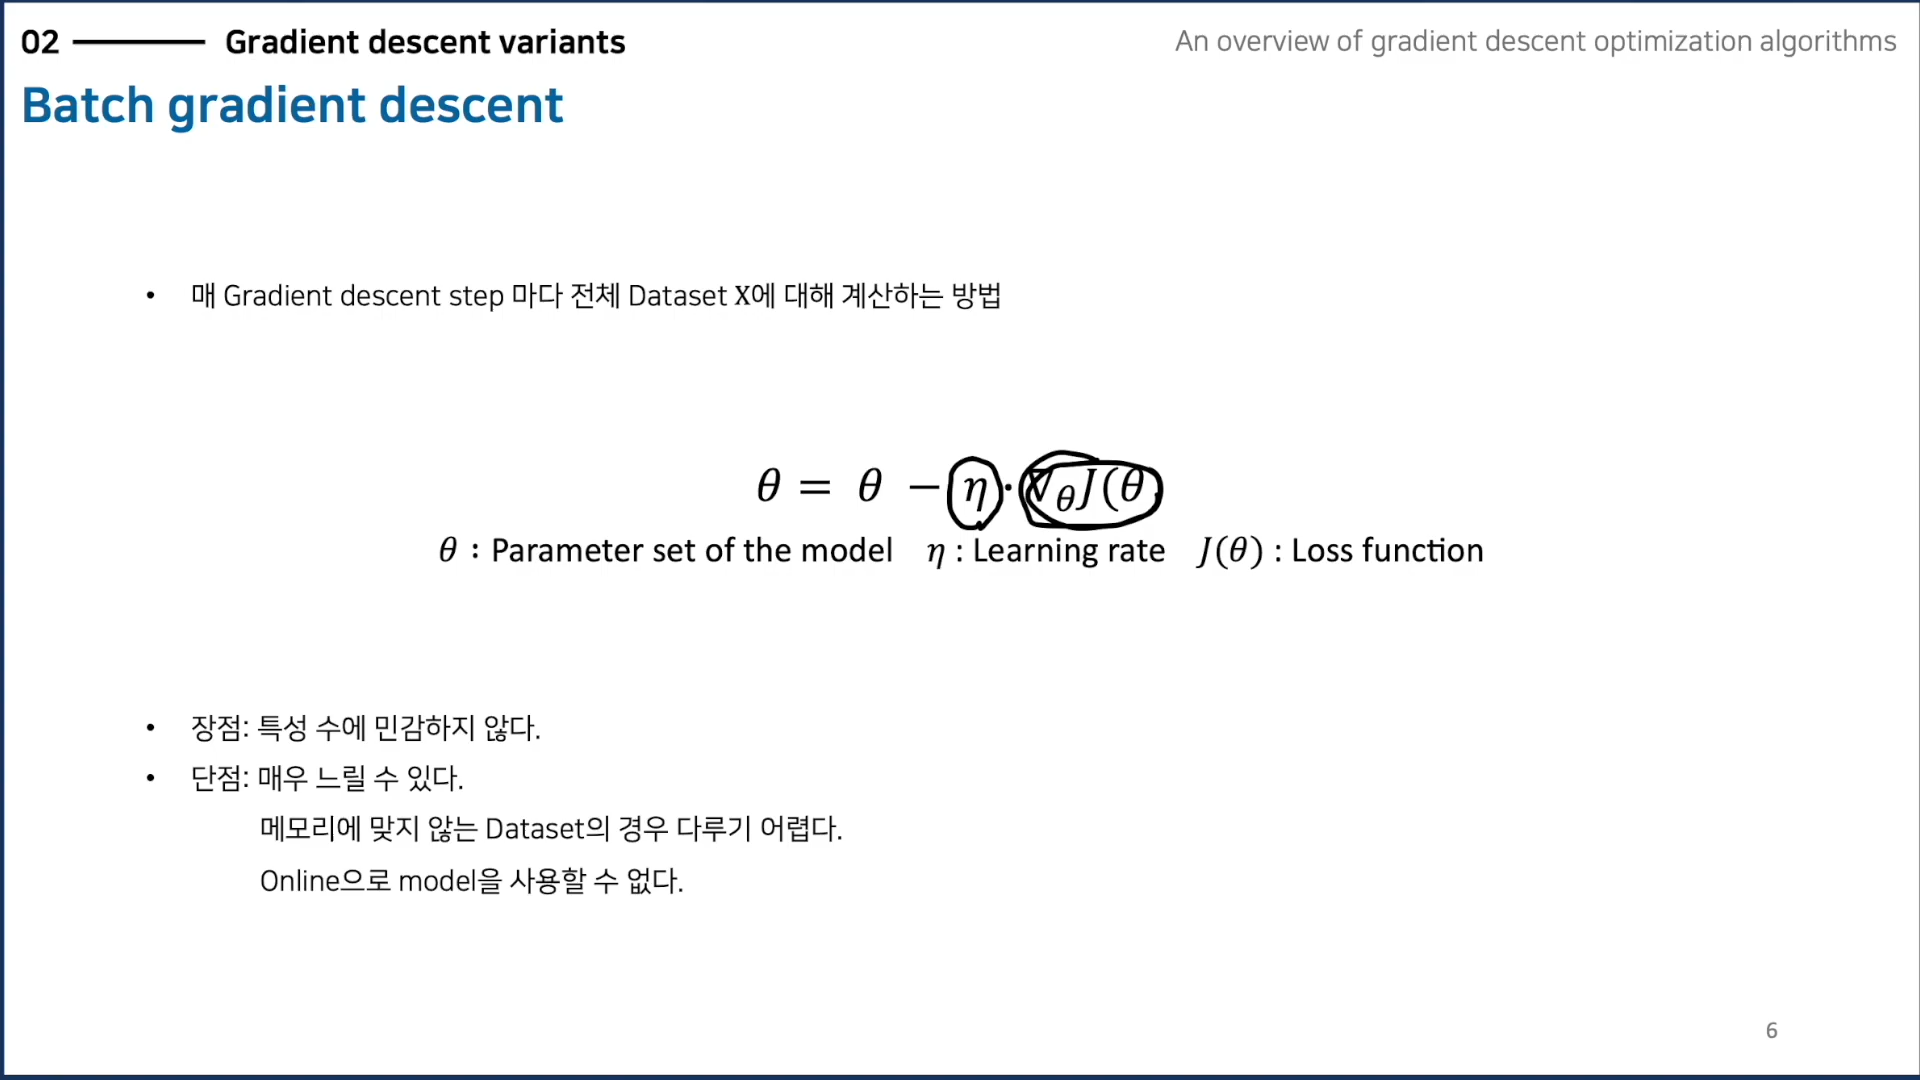 02 Gradient descent variants
An overview of gradient descent optimization algorithms
Batch gradient descent
• 매 Gradient descent step 마다 전체 Dataset X에 대해 계산하는 방법
θ = θ − η · ∇θJ(θ)
θ : Parameter set of the model η : Learning rate J(θ) : Loss function
• 장점: 특성 수에 민감하지 않다.
• 단점: 매우 느릴 수 있다.
메모리에 맞지 않는 Dataset의 경우 다루기 어렵다.
Online으로 model을 사용할 수 없다.
6